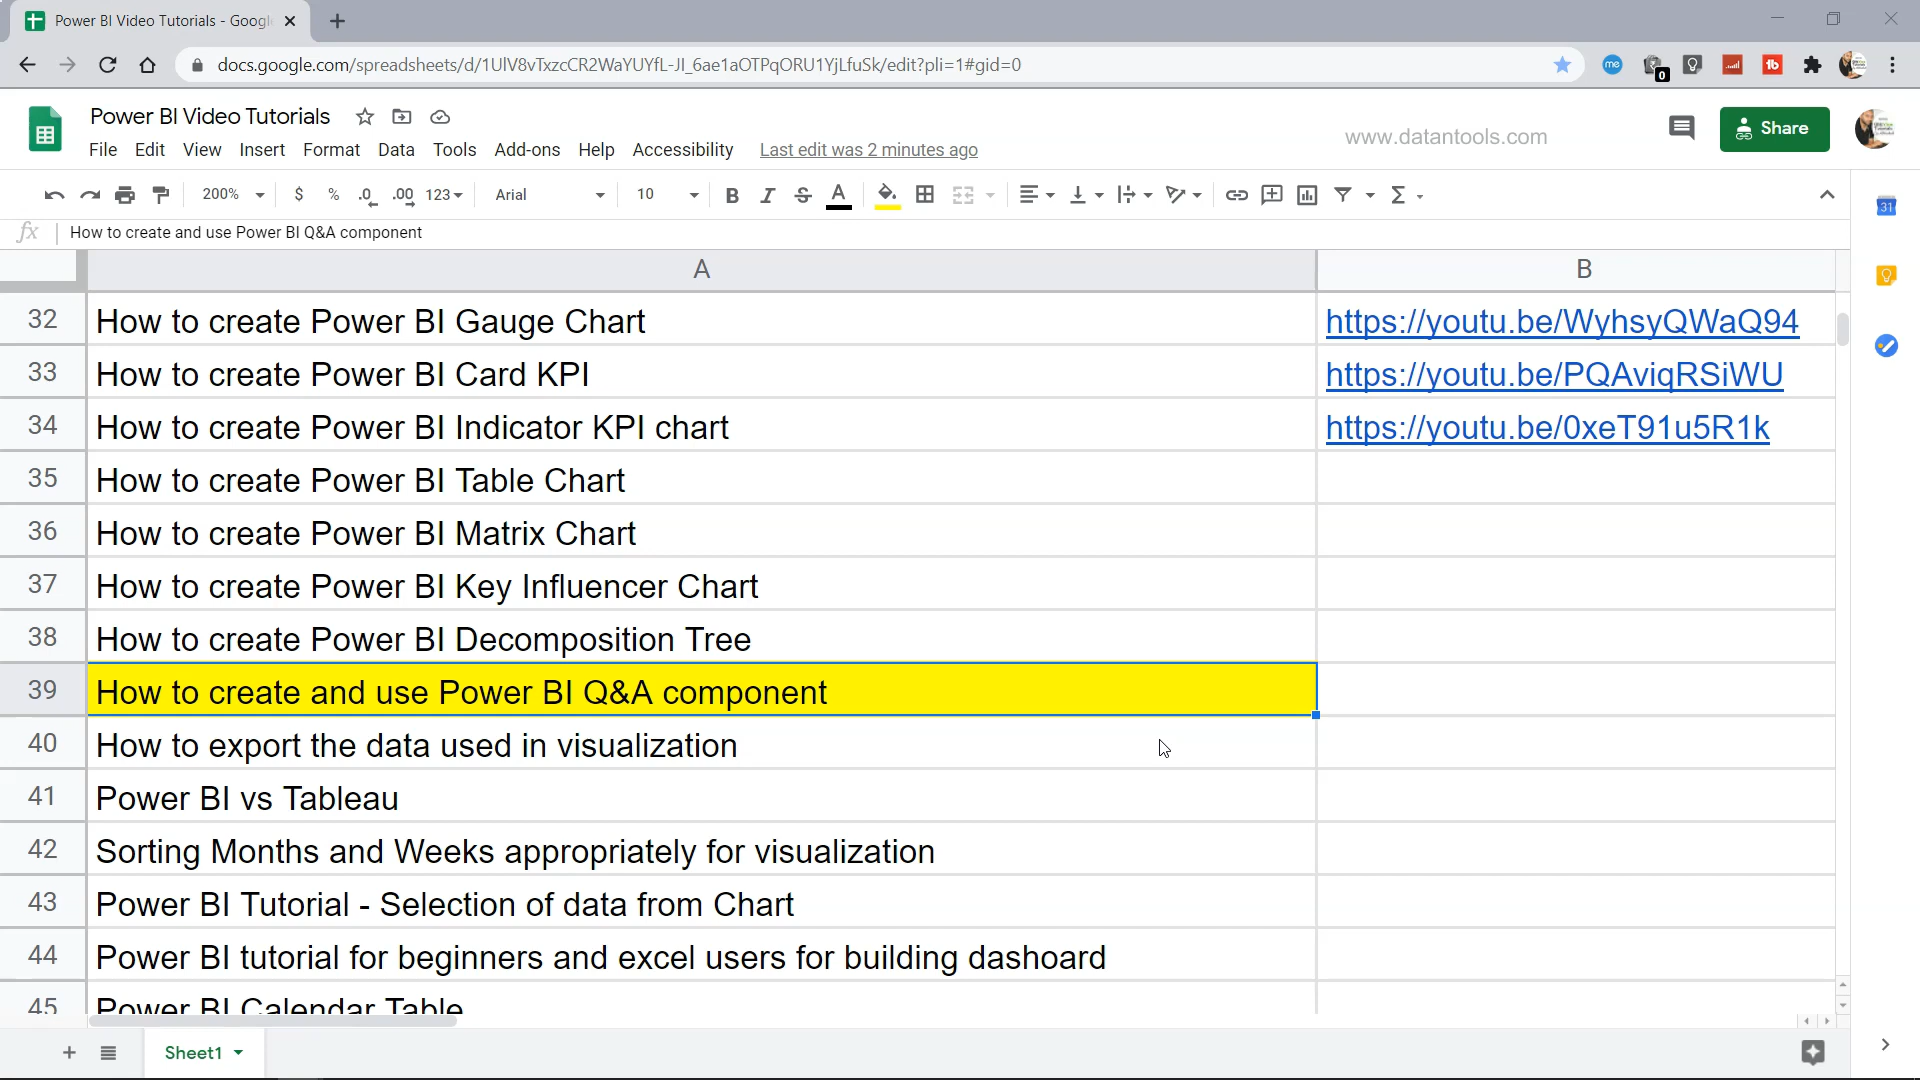 Power BI Video Tutorials - Googl
docs.google.com/spreadsheets/d/1UlV8vTxzcCR2WaYUYfL-JI_6ae1aOTPqORU1YjLfuSk/edit?pli=1#gid=0
me
0
tb
Power BI Video Tutorials
www.datantools.com
Share
File Edit View Insert Format Data Tools Add-ons Help Accessibility Last edit was 2 minutes ago
200% $ % .0 .00 123 Arial 10 B I S A Σ
31
fx How to create and use Power BI Q&A component
A B
32 How to create Power BI Gauge Chart https://youtu.be/WyhsyQWaQ94
33 How to create Power BI Card KPI https://youtu.be/PQAviqRSiWU
34 How to create Power BI Indicator KPI chart https://youtu.be/0xeT91u5R1k
35 How to create Power BI Table Chart
36 How to create Power BI Matrix Chart
37 How to create Power BI Key Influencer Chart
38 How to create Power BI Decomposition Tree
39 How to create and use Power BI Q&A component
40 How to export the data used in visualization
41 Power BI vs Tableau
42 Sorting Months and Weeks appropriately for visualization
43 Power BI Tutorial - Selection of data from Chart
44 Power BI tutorial for beginners and excel users for building dashoard
45 Power BI Calendar Table
Sheet1